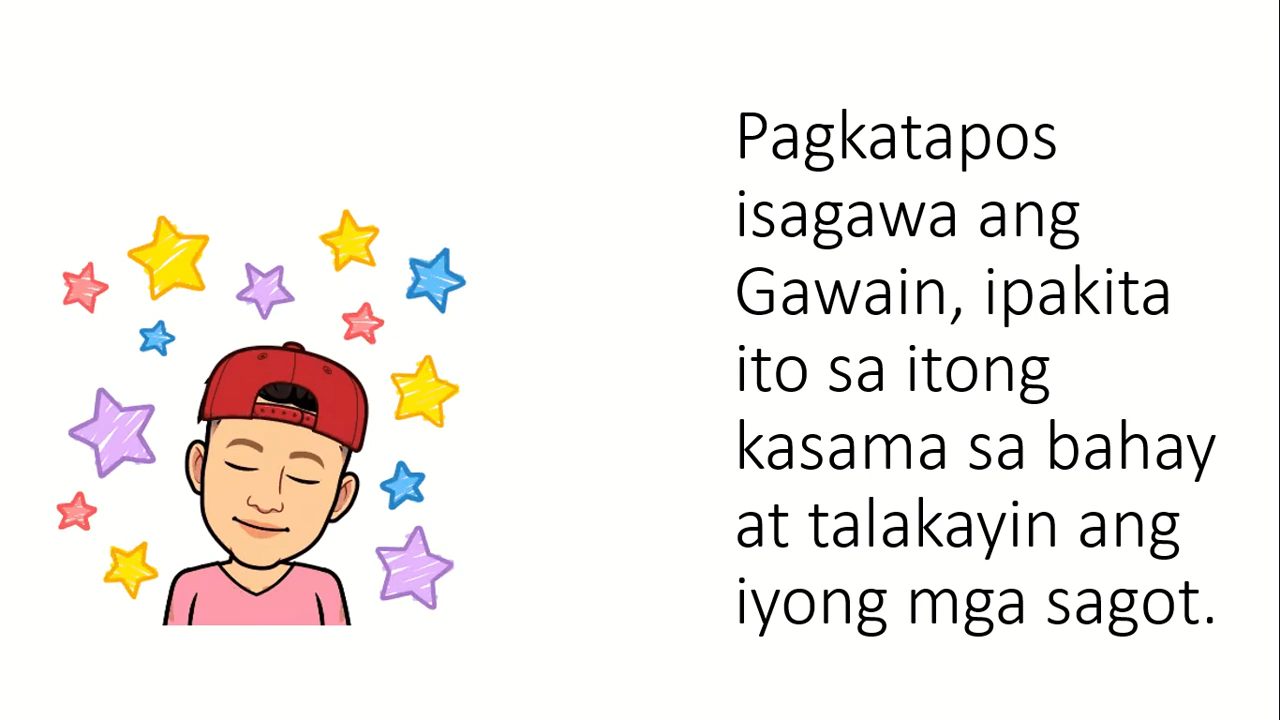 Pagkatapos
isagawa ang
Gawain, ipakita
ito sa itong
kasama sa bahay
at talakayin ang
iyong mga sagot.